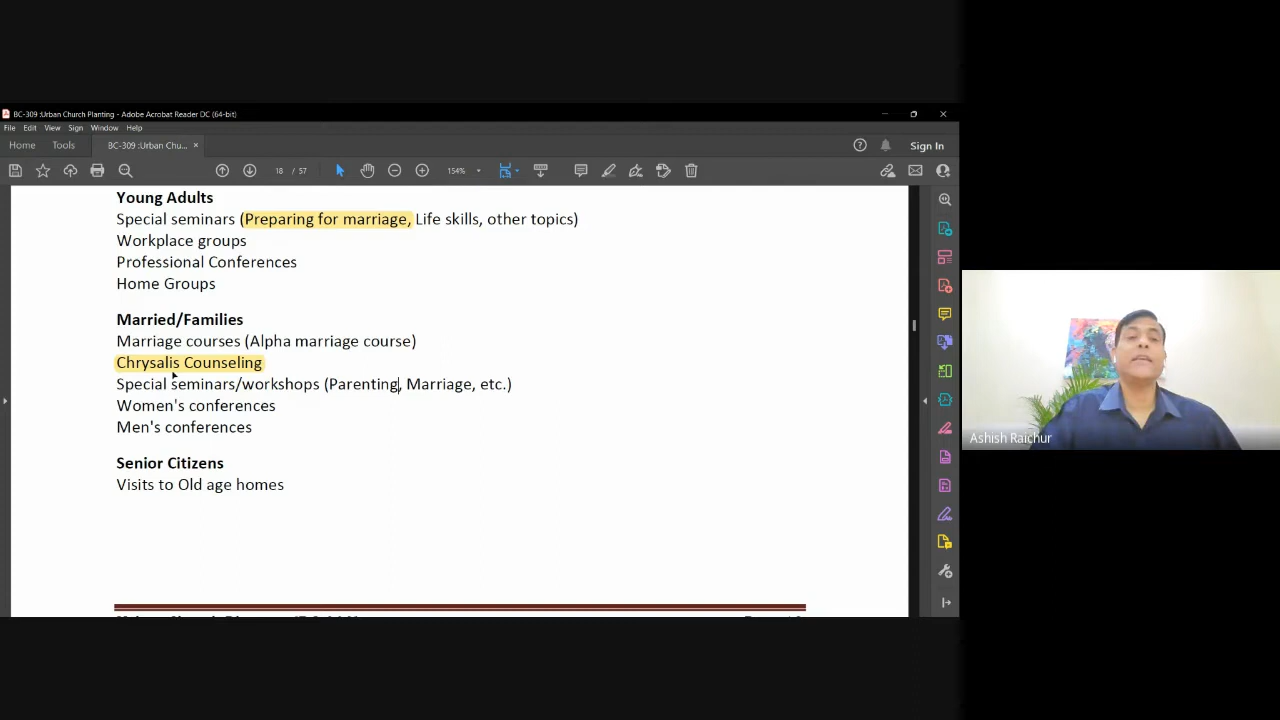 BC-309 :Urban Church Planting - Adobe Acrobat Reader DC (64-bit)
File Edit View Sign Window Help
Home Tools BC-309 :Urban Chu... × Sign In
18 / 57 154%
Young Adults
Special seminars (Preparing for marriage, Life skills, other topics)
Workplace groups
Professional Conferences
Home Groups
Married/Families
Marriage courses (Alpha marriage course)
Chrysalis Counseling
Special seminars/workshops (Parenting, Marriage, etc.)
Women's conferences
Men's conferences
Senior Citizens
Visits to Old age homes
Ashish Raichur